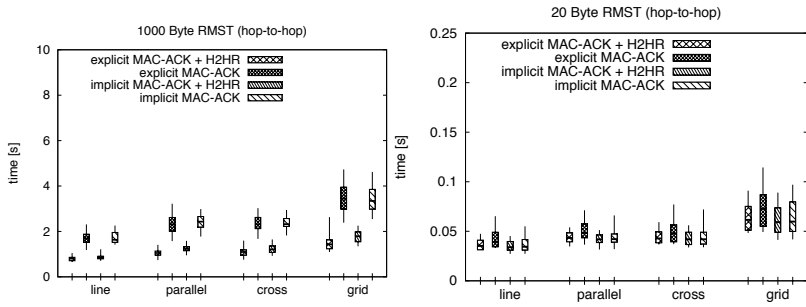 1000 Byte RMST (hop-to-hop)
10
8
6
4
2
0
time [s]
explicit MAC-ACK + H2HR
explicit MAC-ACK
implicit MAC-ACK + H2HR
implicit MAC-ACK
line parallel cross grid
20 Byte RMST (hop-to-hop)
0.25
0.2
0.15
0.1
0.05
0
time [s]
explicit MAC-ACK + H2HR
explicit MAC-ACK
implicit MAC-ACK + H2HR
implicit MAC-ACK
line parallel cross grid